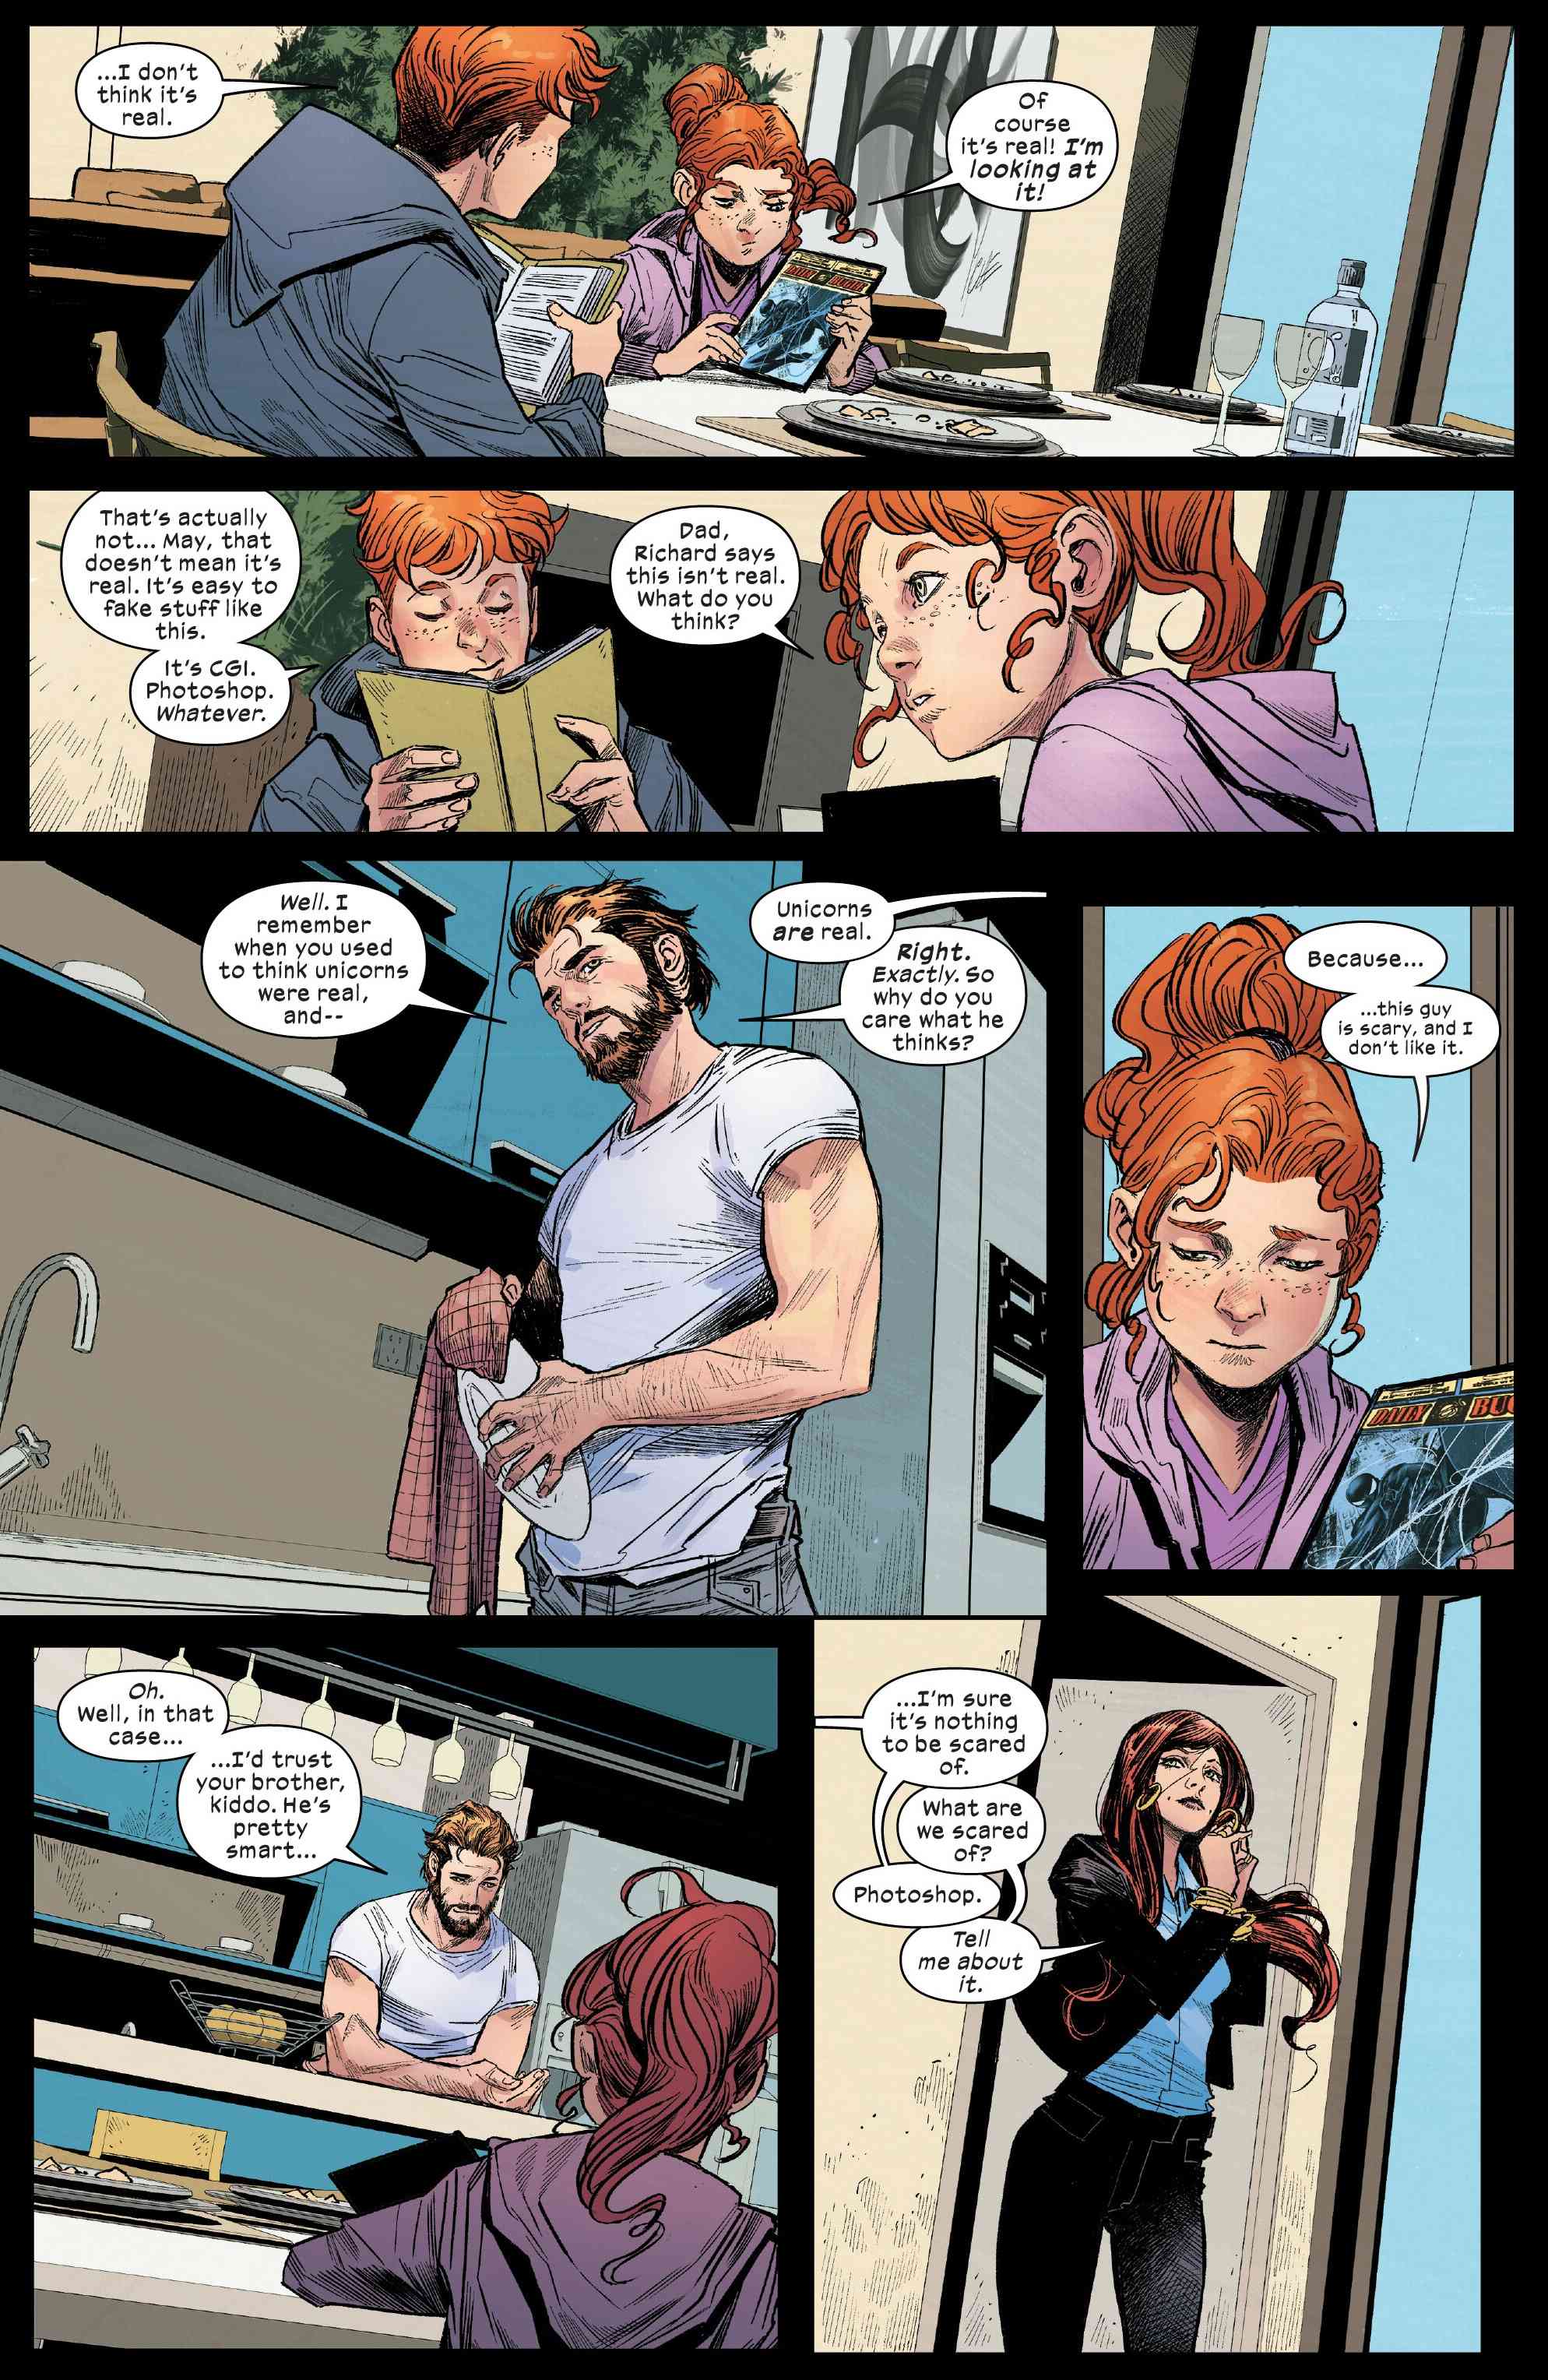 ...I don't
think it's
real.
Of
course
it's real! I'm
looking at
it!
DAILY BUGLE
That's actually
not... May, that
doesn't mean it's
real. It's easy to
fake stuff like
this.
It's CGI.
Photoshop.
Whatever.
Dad,
Richard says
this isn't real.
What do you
think?
Well. I
remember
when you used
to think unicorns
were real,
and--
Unicorns
are real.
Right.
Exactly. So
why do you
care what he
thinks?
Because...
...this guy
is scary, and I
don't like it.
DAILY BUG
Oh.
Well, in that
case...
...I'd trust
your brother,
kiddo. He's
pretty
smart...
...I'm sure
it's nothing
to be scared
of.
What are
we scared
of?
Photoshop.
Tell
me about
it.